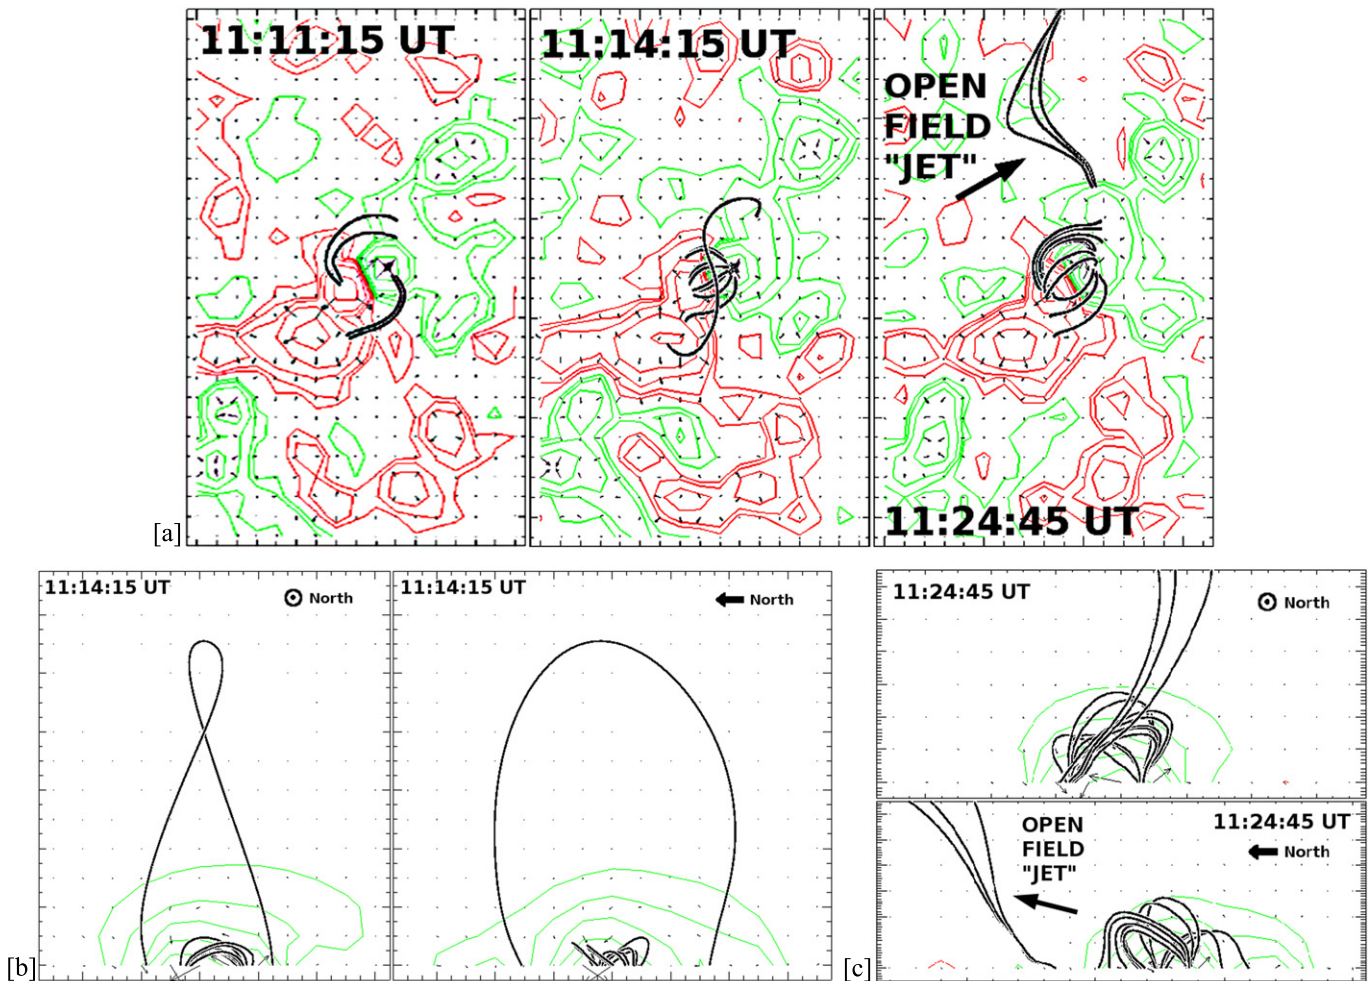 11:11:15 UT
11:14:15 UT
OPEN
FIELD
"JET"
11:24:45 UT
[a]
11:14:15 UT
North
11:14:15 UT
North
[b]
11:24:45 UT
North
OPEN
FIELD
"JET"
11:24:45 UT
North
[c]